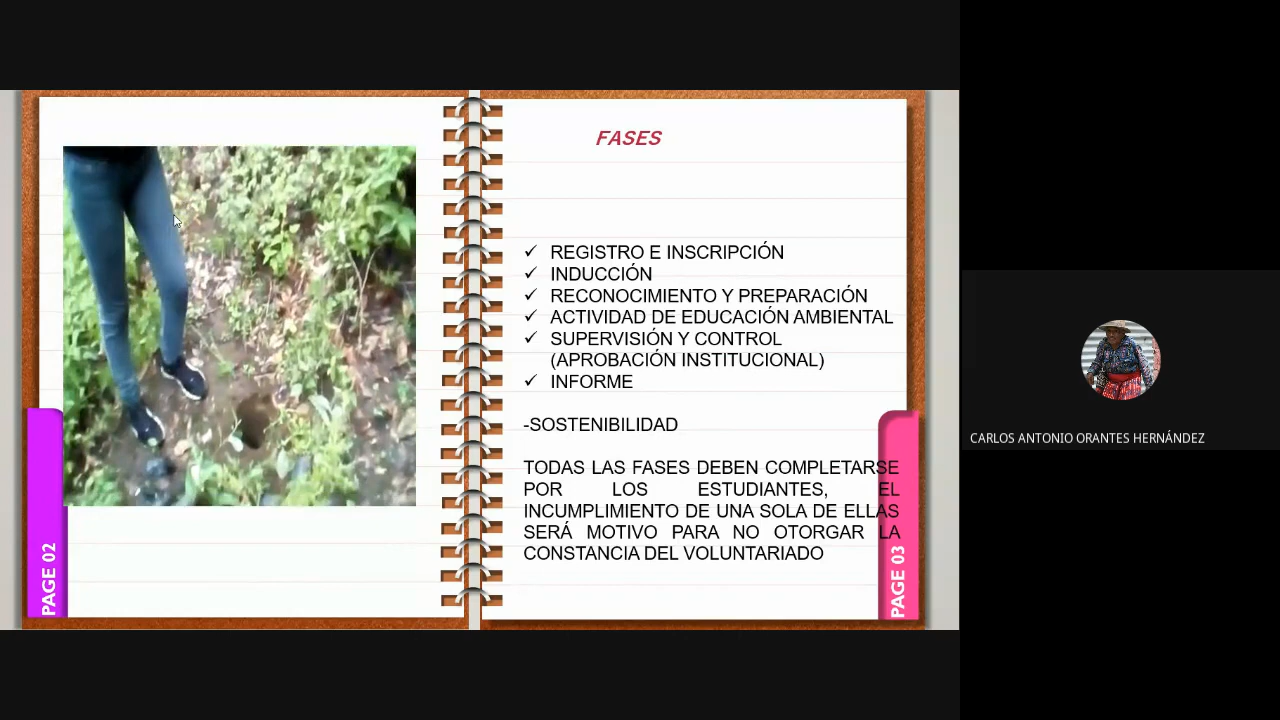 FASES
✓ REGISTRO E INSCRIPCIÓN
✓ INDUCCIÓN
✓ RECONOCIMIENTO Y PREPARACIÓN
✓ ACTIVIDAD DE EDUCACIÓN AMBIENTAL
✓ SUPERVISIÓN Y CONTROL
(APROBACIÓN INSTITUCIONAL)
✓ INFORME
-SOSTENIBILIDAD
TODAS LAS FASES DEBEN COMPLETARSE
POR LOS ESTUDIANTES, EL
INCUMPLIMIENTO DE UNA SOLA DE ELLAS
SERÁ MOTIVO PARA NO OTORGAR LA
CONSTANCIA DEL VOLUNTARIADO
PAGE 02
PAGE 03
CARLOS ANTONIO ORANTES HERNÁNDEZ